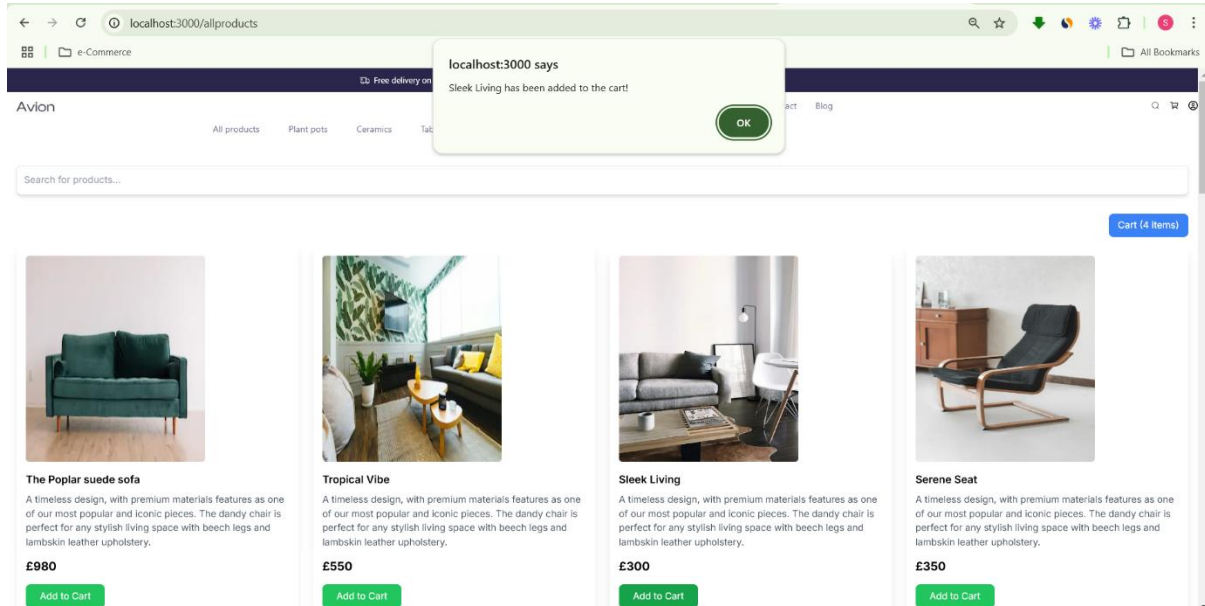 localhost:3000/allproducts
S
e-Commerce
All Bookmarks
localhost:3000 says
Sleek Living has been added to the cart!
OK
Free delivery on
Avion
Blog
All products Plant pots Ceramics
Search for products...
Cart (4 items)
The Poplar suede sofa
A timeless design, with premium materials features as one
of our most popular and iconic pieces. The dandy chair is
perfect for any stylish living space with beech legs and
lambskin leather upholstery.
£980
Add to Cart
Tropical Vibe
A timeless design, with premium materials features as one
of our most popular and iconic pieces. The dandy chair is
perfect for any stylish living space with beech legs and
lambskin leather upholstery.
£550
Add to Cart
Sleek Living
A timeless design, with premium materials features as one
of our most popular and iconic pieces. The dandy chair is
perfect for any stylish living space with beech legs and
lambskin leather upholstery.
£300
Add to Cart
Serene Seat
A timeless design, with premium materials features as one
of our most popular and iconic pieces. The dandy chair is
perfect for any stylish living space with beech legs and
lambskin leather upholstery.
£350
Add to Cart